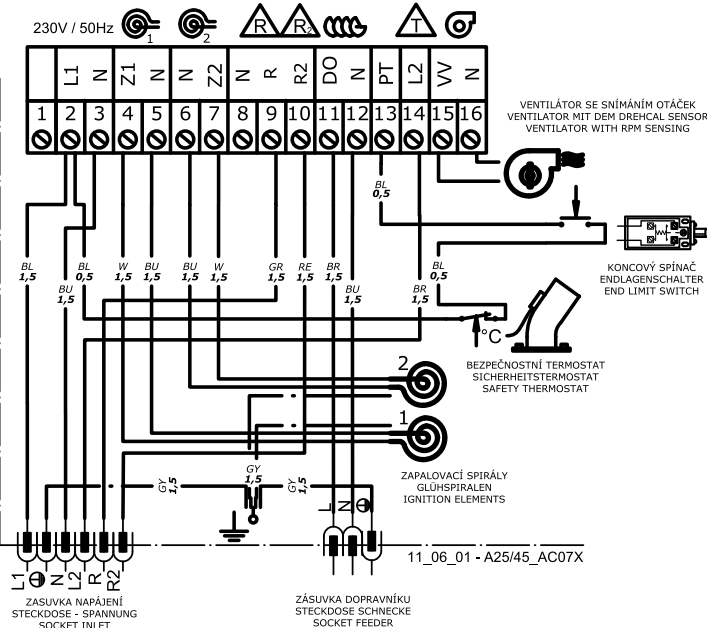 230V / 50Hz 1 2 R R2 T
L1 N Z1 N N Z2 N R R2 DO N PT L2 VV N
1 2 3 4 5 6 7 8 9 10 11 12 13 14 15 16
VENTILÁTOR SE SNÍMÁNÍM OTÁČEK
VENTILATOR MIT DEM DREHCAL SENSOR
VENTILATOR WITH RPM SENSING
BL
0,5
KONCOVÝ SPÍNAČ
ENDLAGENSCHALTER
END LIMIT SWITCH
BL BL W BU BU W GR RE BR BL
1,5 0,5 1,5 1,5 1,5 1,5 1,5 1,5 1,5 0,5
BU BU BR
1,5 1,5 1,5
°C
BEZPEČNOSTNÍ TERMOSTAT
SICHERHEITSTERMOSTAT
SAFETY THERMOSTAT
2
1
ZAPALOVACÍ SPIRÁLY
GLÜHSPIRALEN
IGNITION ELEMENTS
GY 1,5
GY
1,5
GY 1,5
L N
11_06_01 - A25/45_AC07X
L1 N L2 R R2
ZASUVKA NAPÁJENÍ
STECKDOSE - SPANNUNG
SOCKET INLET
ZÁSUVKA DOPRAVNÍKU
STECKDOSE SCHNECKE
SOCKET FEEDER